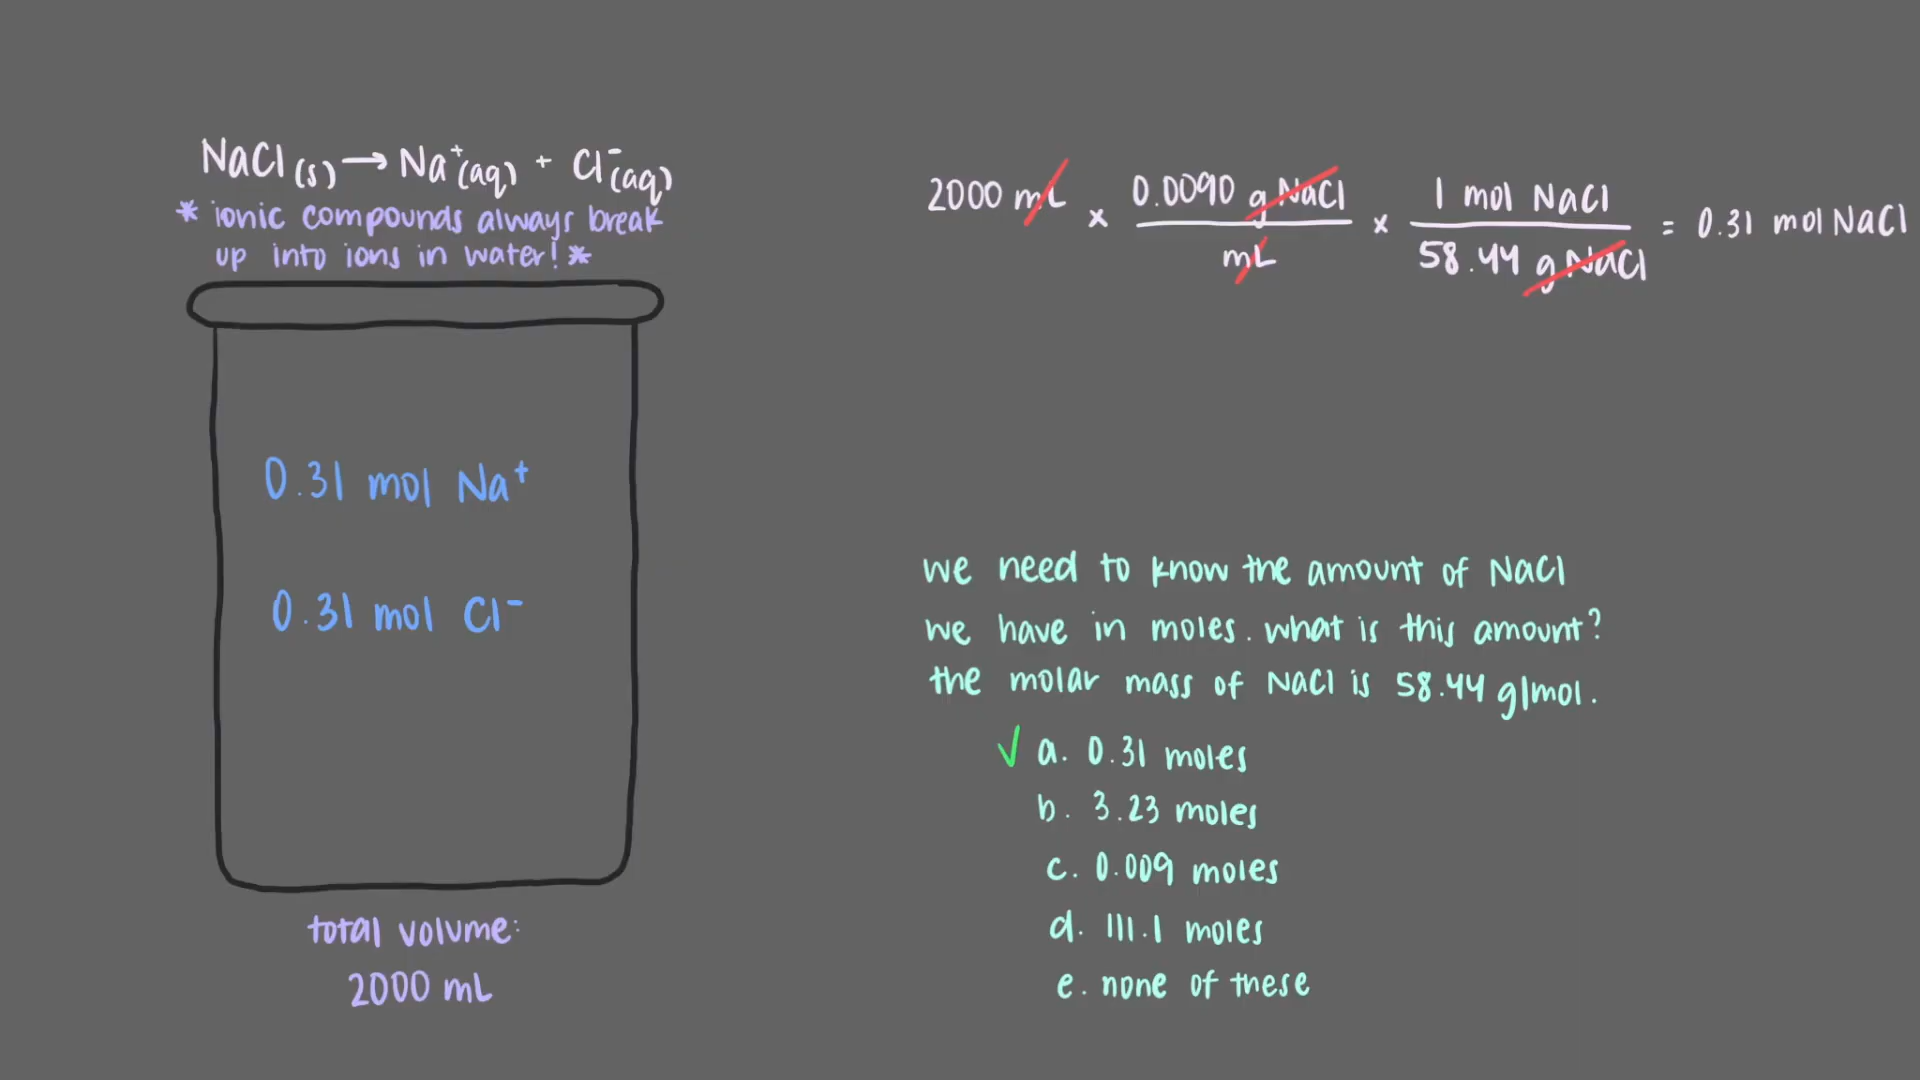 NaCl(s) → Na⁺(aq) + Cl⁻(aq)
* ionic compounds always break
up into ions in water! *
0.31 mol Na⁺
0.31 mol Cl⁻
total volume:
2000 mL
2000 mL × 0.0090 g NaCl / mL × 1 mol NaCl / 58.44 g NaCl = 0.31 mol NaCl
we need to know the amount of NaCl
we have in moles. what is this amount?
the molar mass of NaCl is 58.44 g/mol.
✓ a. 0.31 moles
b. 3.23 moles
c. 0.009 moles
d. 111.1 moles
e. none of these